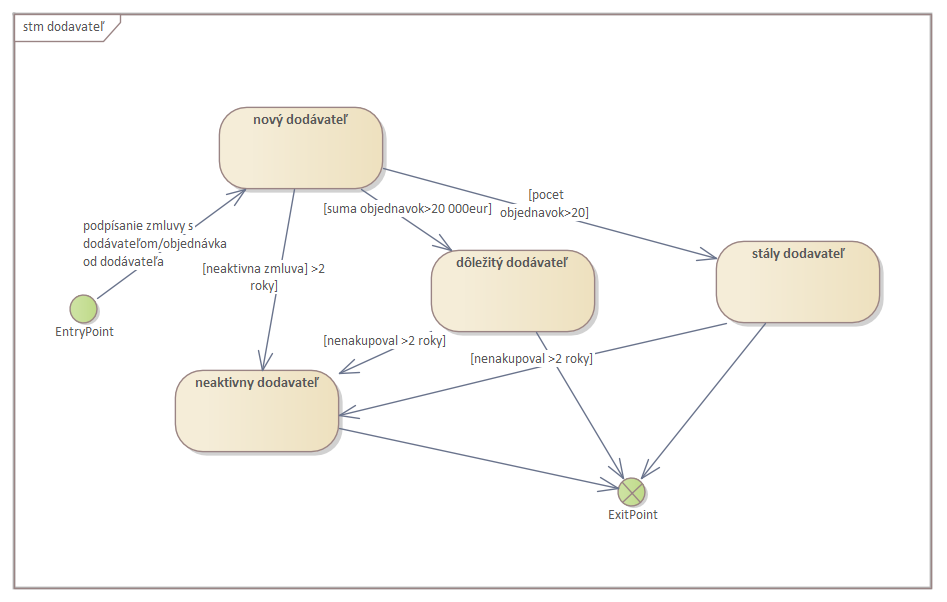 stm dodavateľ
nový dodávateľ
[pocet
objednavok>20]
[suma objednavok>20 000eur]
podpísanie zmluvy s
dodávateľom/objednávka
od dodávateľa
stály dodavateľ
dôležitý dodávateľ
[neaktivna zmluva] >2
roky]
EntryPoint
[nenakupoval >2 roky]
[nenakupoval >2 roky]
neaktivny dodavateľ
ExitPoint